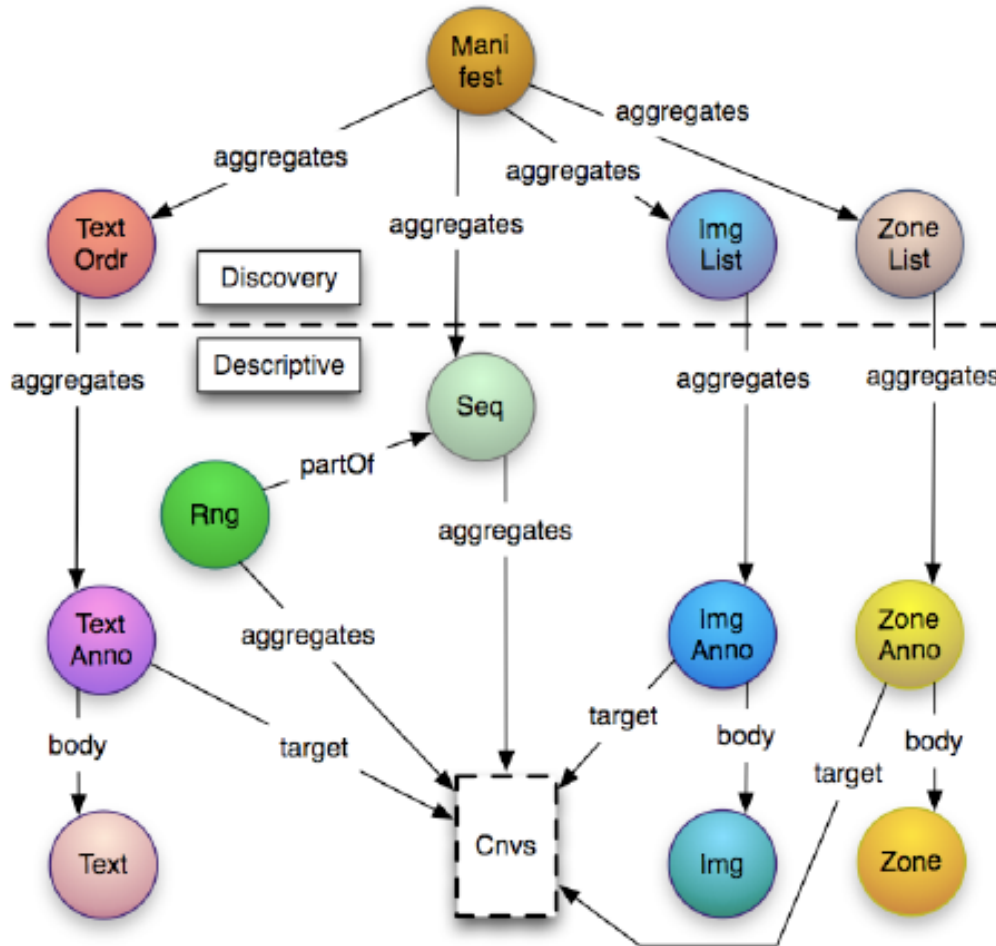 Mani
fest
aggregates
aggregates
aggregates
aggregates
Text
Ordr
Img
List
Zone
List
Discovery
Descriptive
aggregates
aggregates
aggregates
Seq
partOf
Rng
aggregates
aggregates
Text
Anno
Img
Anno
Zone
Anno
body
target
target
body
body
target
Text
Cnvs
Img
Zone